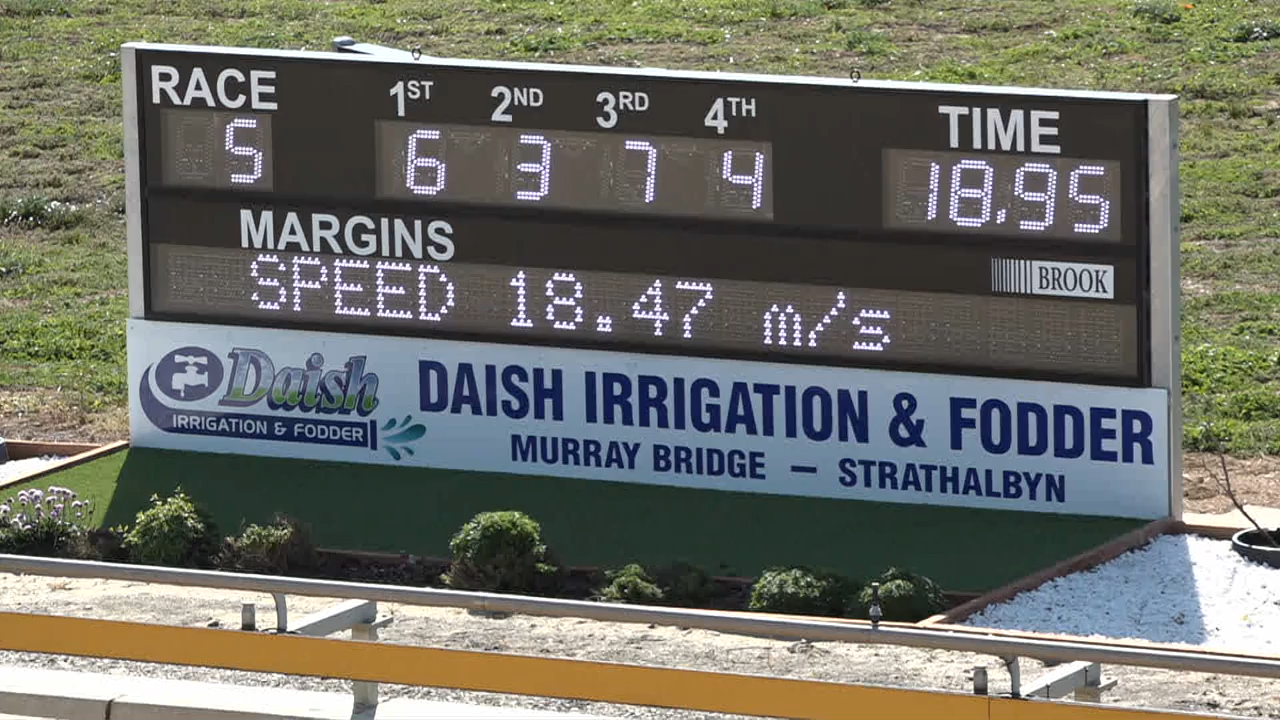 RACE 1ST 2ND 3RD 4TH TIME
5 6 3 7 4 18.95
MARGINS
BROOK
SPEED 18.47 m/s
Daish
IRRIGATION & FODDER
DAISH IRRIGATION & FODDER
MURRAY BRIDGE – STRATHALBYN